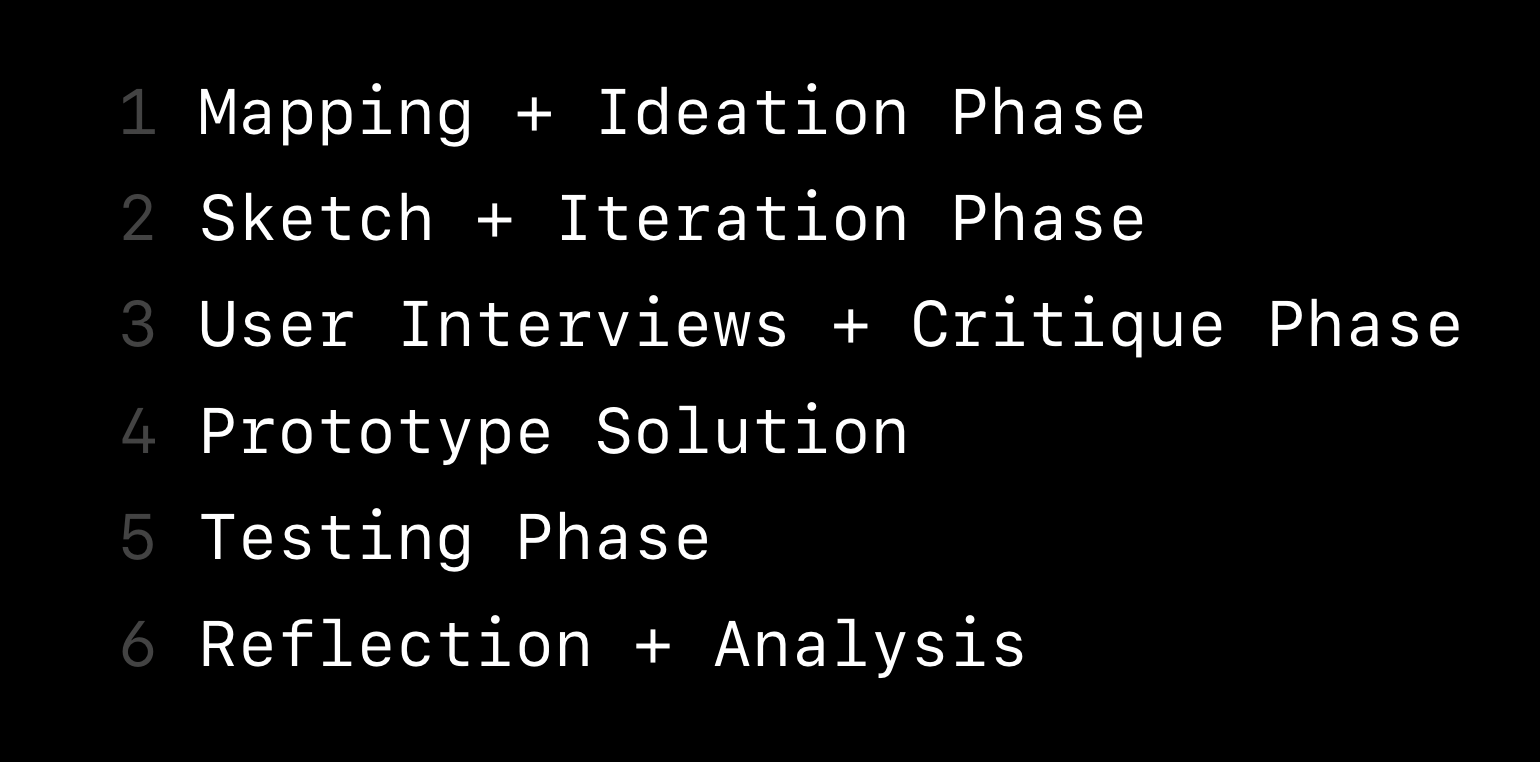 1 Mapping + Ideation Phase
2 Sketch + Iteration Phase
3 User Interviews + Critique Phase
4 Prototype Solution
5 Testing Phase
6 Reflection + Analysis